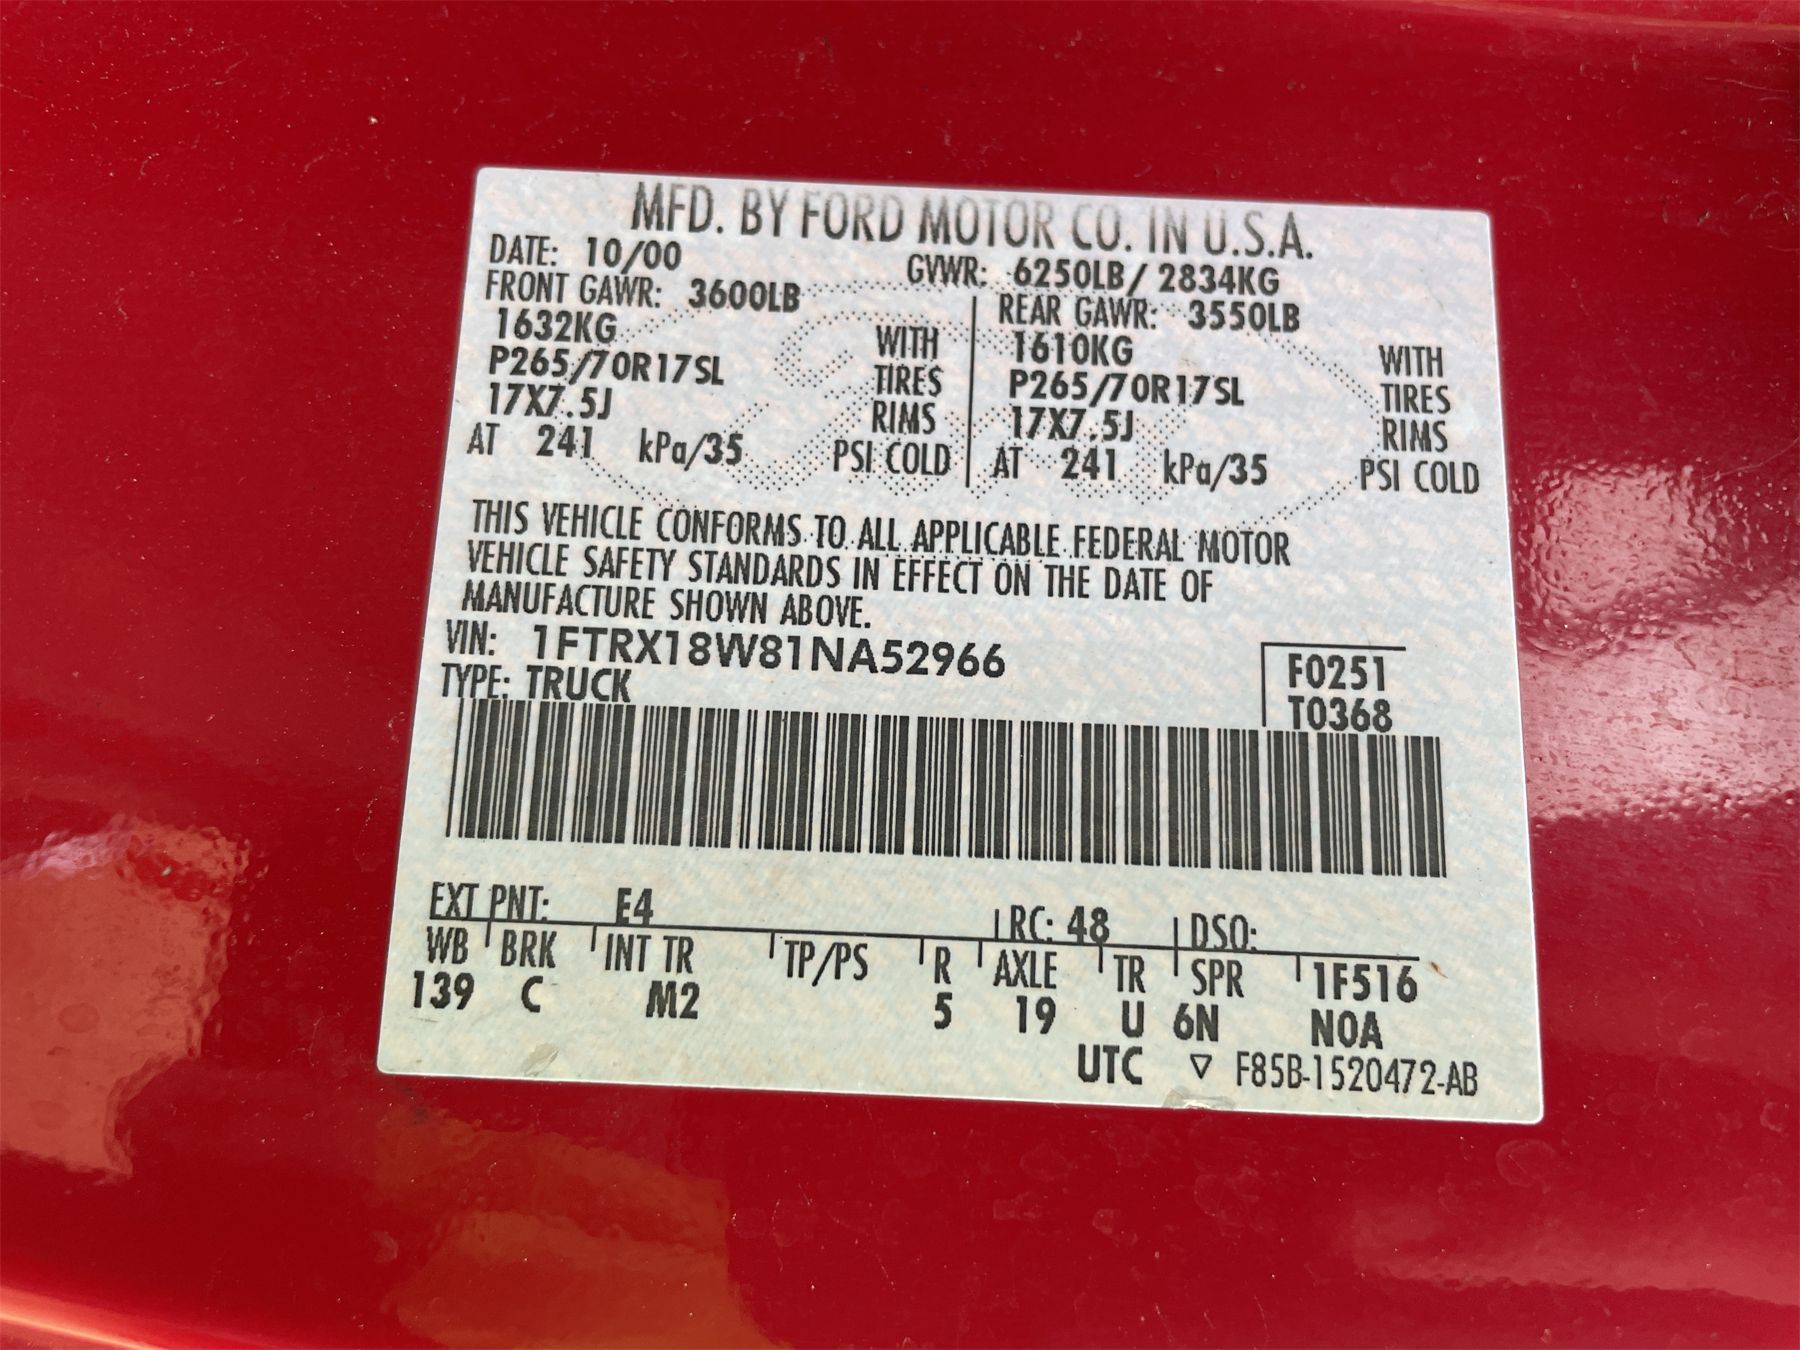 MFD. BY FORD MOTOR CO. IN U.S.A.
DATE: 10/00 GVWR: 6250LB/ 2834KG
FRONT GAWR: 3600LB REAR GAWR: 3550LB
1632KG WITH 1610KG WITH
P265/70R17SL TIRES P265/70R17SL TIRES
17X7.5J RIMS 17X7.5J RIMS
AT 241 kPa/35 PSI COLD AT 241 kPa/35 PSI COLD
THIS VEHICLE CONFORMS TO ALL APPLICABLE FEDERAL MOTOR
VEHICLE SAFETY STANDARDS IN EFFECT ON THE DATE OF
MANUFACTURE SHOWN ABOVE.
VIN: 1FTRX18W81NA52966 F0251
TYPE: TRUCK T0368
EXT PNT: E4 RC: 48 DSO:
WB BRK INT TR TP/PS R AXLE TR SPR 1F516
139 C M2 5 19 U 6N N0A
UTC ▽ F85B-1520472-AB